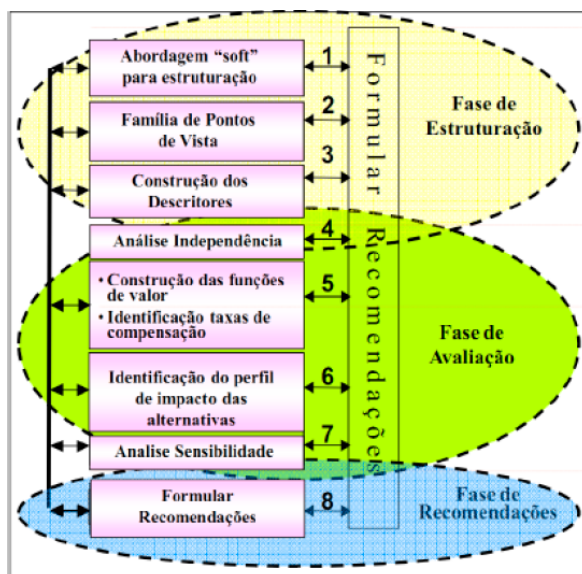 Abordagem “soft”
para estruturação
1
Família de Pontos
de Vista
2
Construção dos
Descritores
3
Fase de
Estruturação
Análise Independência
4
• Construção das funções
de valor
• Identificação taxas de
compensação
5
Identificação do perfil
de impacto das
alternativas
6
Analise Sensibilidade
7
Fase de
Avaliação
Formular
Recomendações
8
Fase de
Recomendações
Formular Recomendações